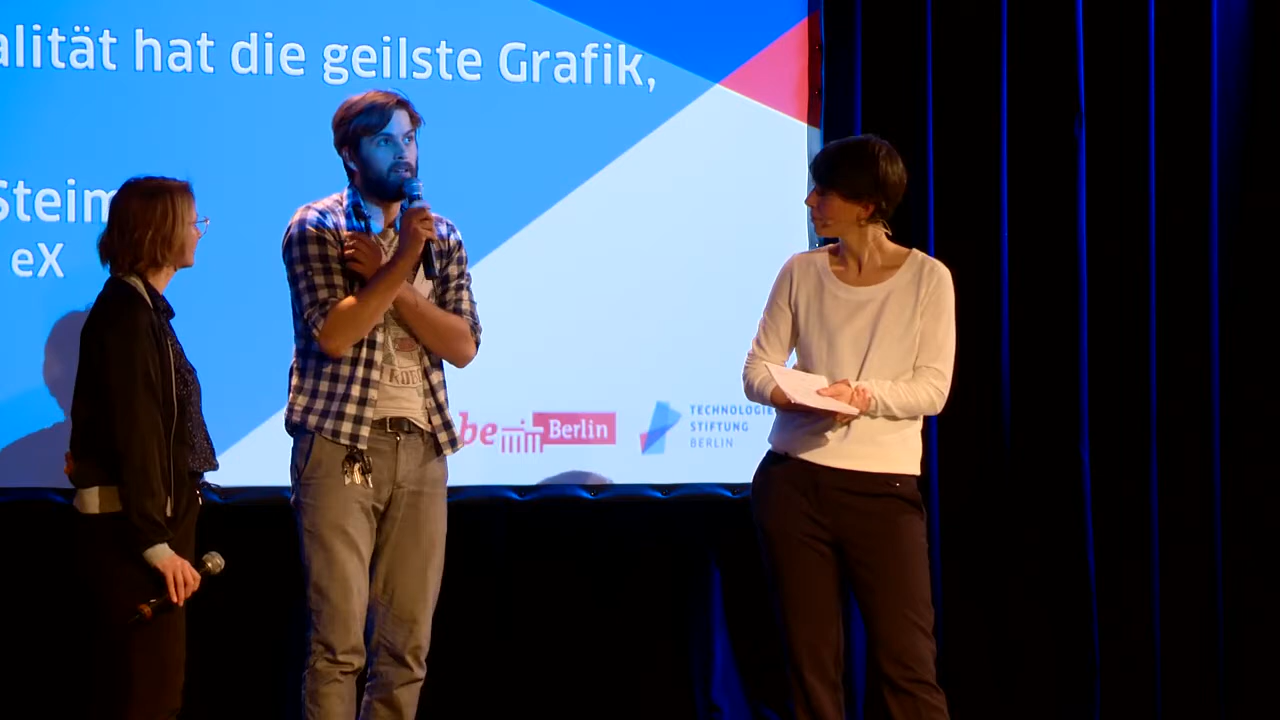 alität hat die geilste Grafik,
Steim
eX
be Berlin
TECHNOLOGIE
STIFTUNG
BERLIN